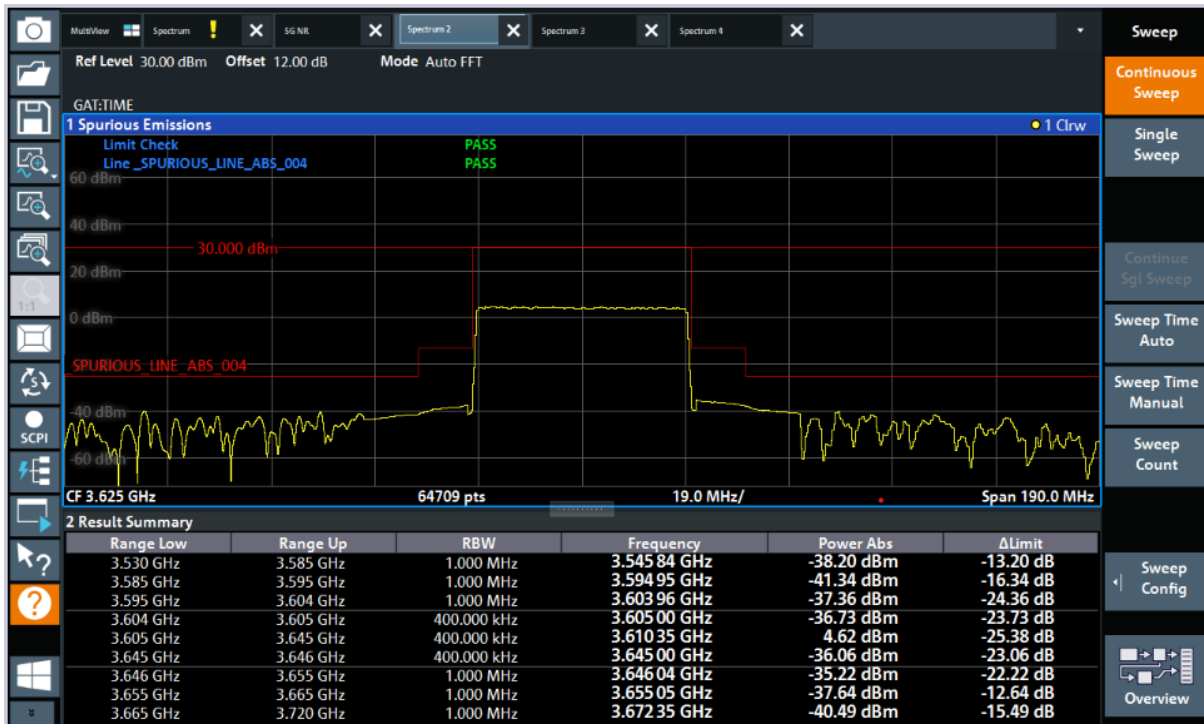 MultiView Spectrum ! 5G NR Spectrum 2 Spectrum 3 Spectrum 4
Sweep
Ref Level 30.00 dBm Offset 12.00 dB Mode Auto FFT
GAT:TIME
1 Spurious Emissions 1 Clrw
Limit Check PASS
Line _SPURIOUS_LINE_ABS_004 PASS
60 dBm
40 dBm
30.000 dBm
20 dBm
0 dBm
_SPURIOUS_LINE_ABS_004
-40 dBm
-60 dBm
CF 3.625 GHz 64709 pts 19.0 MHz/ Span 190.0 MHz
2 Result Summary
Range Low Range Up RBW Frequency Power Abs ΔLimit
3.530 GHz 3.585 GHz 1.000 MHz 3.545 84 GHz -38.20 dBm -13.20 dB
3.585 GHz 3.595 GHz 1.000 MHz 3.594 95 GHz -41.34 dBm -16.34 dB
3.595 GHz 3.604 GHz 1.000 MHz 3.603 96 GHz -37.36 dBm -24.36 dB
3.604 GHz 3.605 GHz 400.000 kHz 3.605 00 GHz -36.73 dBm -23.73 dB
3.605 GHz 3.645 GHz 400.000 kHz 3.610 35 GHz 4.62 dBm -25.38 dB
3.645 GHz 3.646 GHz 400.000 kHz 3.645 00 GHz -36.06 dBm -23.06 dB
3.646 GHz 3.655 GHz 1.000 MHz 3.646 04 GHz -35.22 dBm -22.22 dB
3.655 GHz 3.665 GHz 1.000 MHz 3.655 05 GHz -37.64 dBm -12.64 dB
3.665 GHz 3.720 GHz 1.000 MHz 3.672 35 GHz -40.49 dBm -15.49 dB
1:1
SCPI
Continuous
Sweep
Single
Sweep
Continue
Sgl Sweep
Sweep Time
Auto
Sweep Time
Manual
Sweep
Count
Sweep
Config
Overview